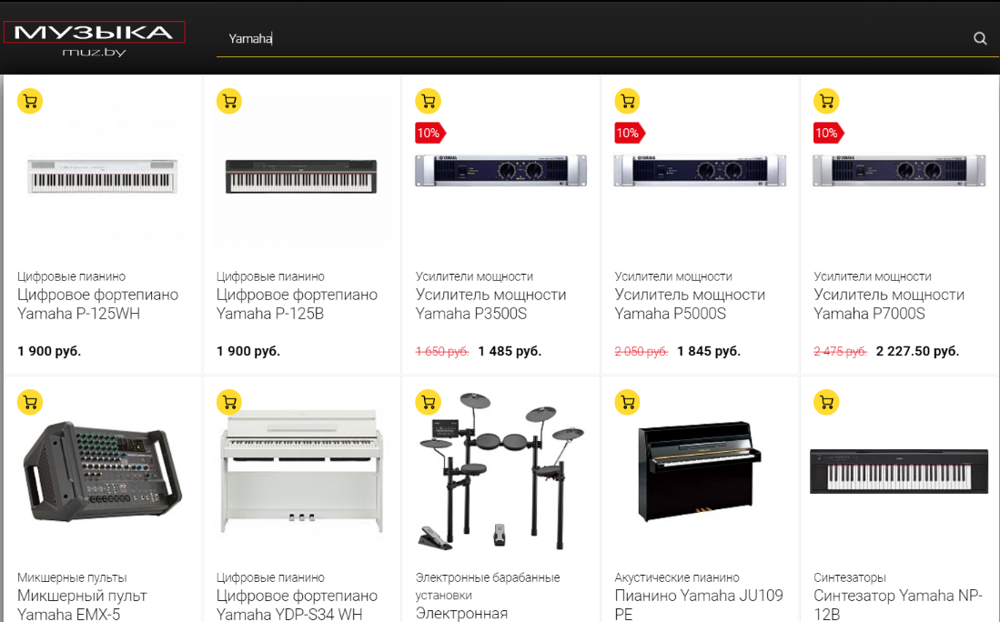 МУЗЫКА
muz.by
Yamaha
10%
10%
10%
YAMAHA
YAMAHA
YAMAHA
Цифровые пианино
Цифровое фортепиано
Yamaha P-125WH
1 900 руб.
Цифровые пианино
Цифровое фортепиано
Yamaha P-125B
1 900 руб.
Усилители мощности
Усилитель мощности
Yamaha P3500S
1 650 руб. 1 485 руб.
Усилители мощности
Усилитель мощности
Yamaha P5000S
2 050 руб. 1 845 руб.
Усилители мощности
Усилитель мощности
Yamaha P7000S
2 475 руб. 2 227.50 руб.
Микшерные пульты
Микшерный пульт
Yamaha EMX-5
Цифровые пианино
Цифровое фортепиано
Yamaha YDP-S34 WH
Электронные барабанные
установки
Электронная
Акустические пианино
Пианино Yamaha JU109
PE
Синтезаторы
Синтезатор Yamaha NP-
12B